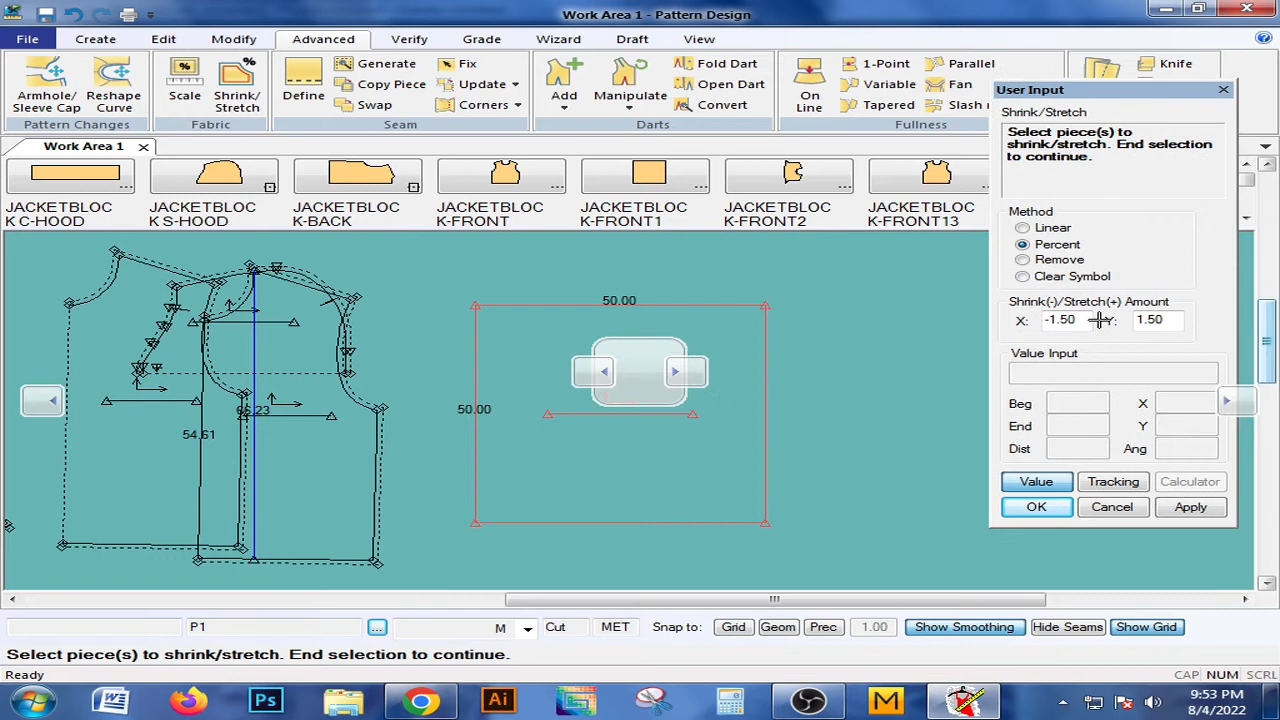 Work Area 1 - Pattern Design
File Create Edit Modify Advanced Verify Grade Wizard Draft View
Generate Fix Fold Dart 1-Point Parallel Knife
Armhole/ Sleeve Cap
Reshape Curve
Scale
Shrink/ Stretch
Define
Copy Piece Update
Swap Corners
Add
Manipulate
Open Dart
Convert
On Line
Variable Fan
Tapered Slash
Pattern Changes Fabric Seam Darts Fullness
Work Area 1
JACKETBLOC
K C-HOOD
JACKETBLOC
K S-HOOD
JACKETBLOC
K-BACK
JACKETBLOC
K-FRONT
JACKETBLOC
K-FRONT1
JACKETBLOC
K-FRONT2
JACKETBLOC
K-FRONT13
54.61
50.00
50.00
User Input
Shrink/Stretch
Select piece(s) to
shrink/stretch. End selection
to continue.
Method
Linear
Percent
Remove
Clear Symbol
Shrink(-)/Stretch(+) Amount
X: -1.50 Y: 1.50
Value Input
Beg X
End Y
Dist Ang
Value Tracking Calculator
OK Cancel Apply
P1 ... M Cut MET Snap to: Grid Geom Prec 1.00 Show Smoothing Hide Seams Show Grid
Select piece(s) to shrink/stretch. End selection to continue.
Ready CAP NUM SCRL
Ps Ai M
9:53 PM
8/4/2022